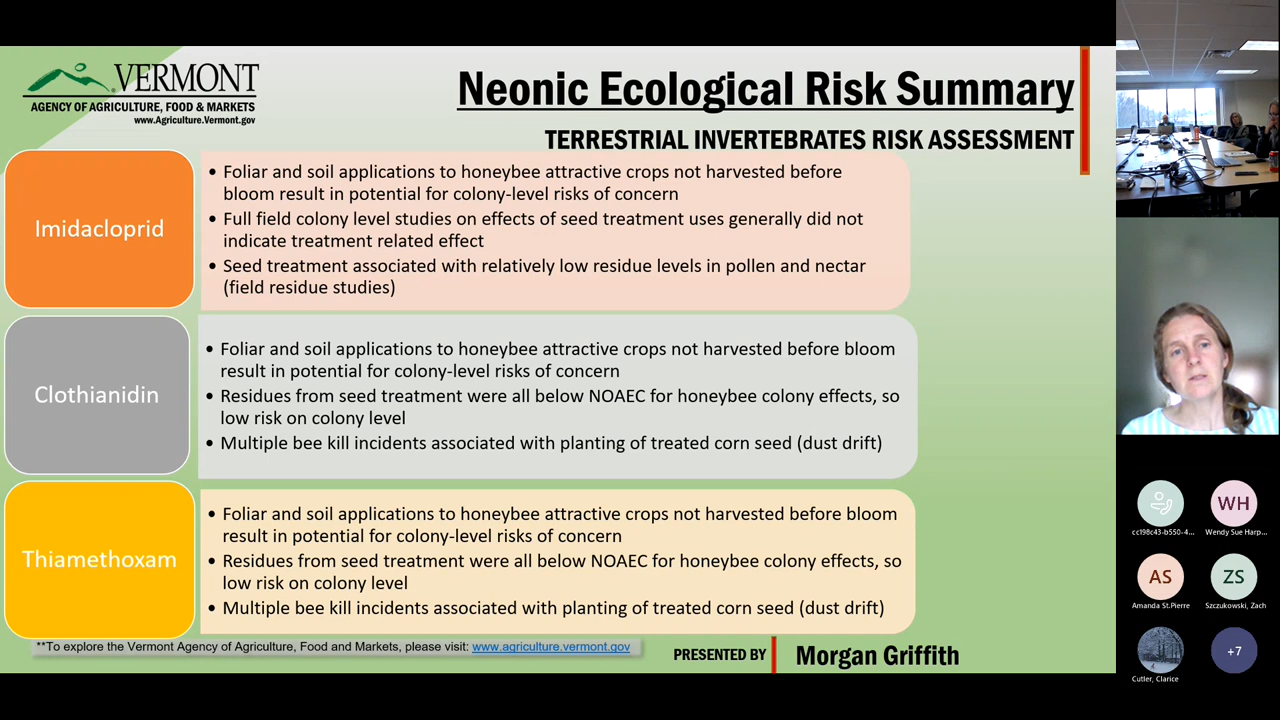 VERMONT
AGENCY OF AGRICULTURE, FOOD & MARKETS
www.Agriculture.Vermont.gov
Neonic Ecological Risk Summary
TERRESTRIAL INVERTEBRATES RISK ASSESSMENT
Imidacloprid
• Foliar and soil applications to honeybee attractive crops not harvested before
bloom result in potential for colony-level risks of concern
• Full field colony level studies on effects of seed treatment uses generally did not
indicate treatment related effect
• Seed treatment associated with relatively low residue levels in pollen and nectar
(field residue studies)
Clothianidin
• Foliar and soil applications to honeybee attractive crops not harvested before bloom
result in potential for colony-level risks of concern
• Residues from seed treatment were all below NOAEC for honeybee colony effects, so
low risk on colony level
• Multiple bee kill incidents associated with planting of treated corn seed (dust drift)
Thiamethoxam
• Foliar and soil applications to honeybee attractive crops not harvested before bloom
result in potential for colony-level risks of concern
• Residues from seed treatment were all below NOAEC for honeybee colony effects, so
low risk on colony level
• Multiple bee kill incidents associated with planting of treated corn seed (dust drift)
**To explore the Vermont Agency of Agriculture, Food and Markets, please visit: www.agriculture.vermont.gov
PRESENTED BY
Morgan Griffith
WH
cc198c43-b550-4...
Wendy Sue Harp...
AS
ZS
Amanda St.Pierre
Szczukowski, Zach
+7
Cutler, Clarice